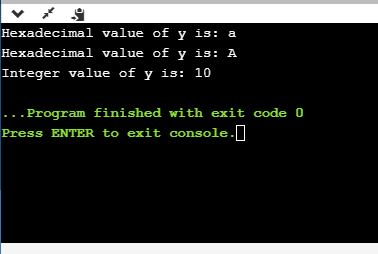 Hexadecimal value of y is: a
Hexadecimal value of y is: A
Integer value of y is: 10
...Program finished with exit code 0
Press ENTER to exit console.